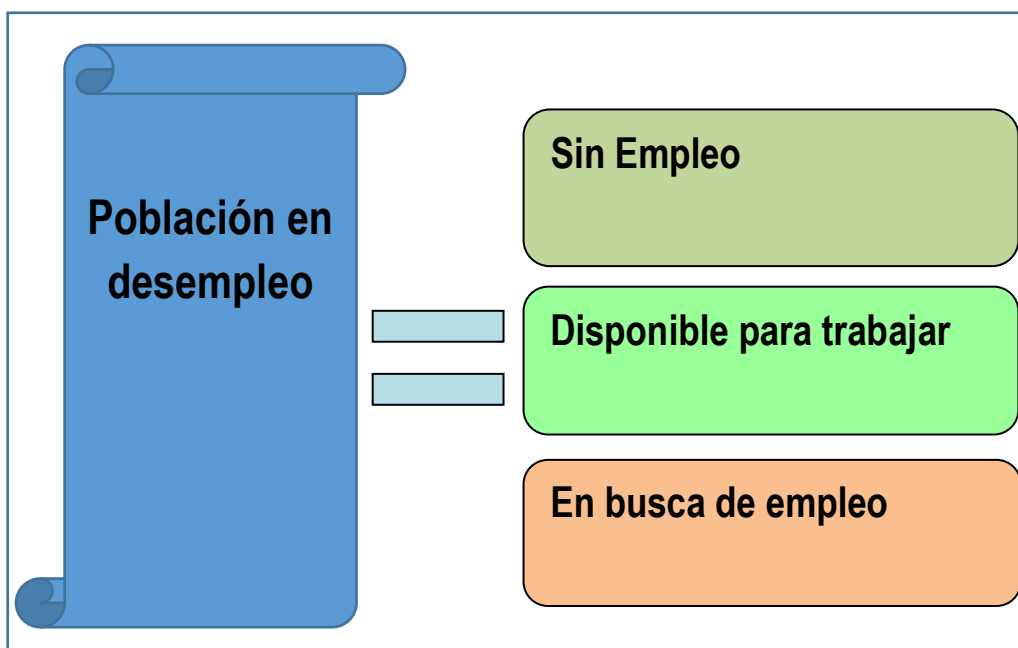 Población en
desempleo
Sin Empleo
Disponible para trabajar
En busca de empleo